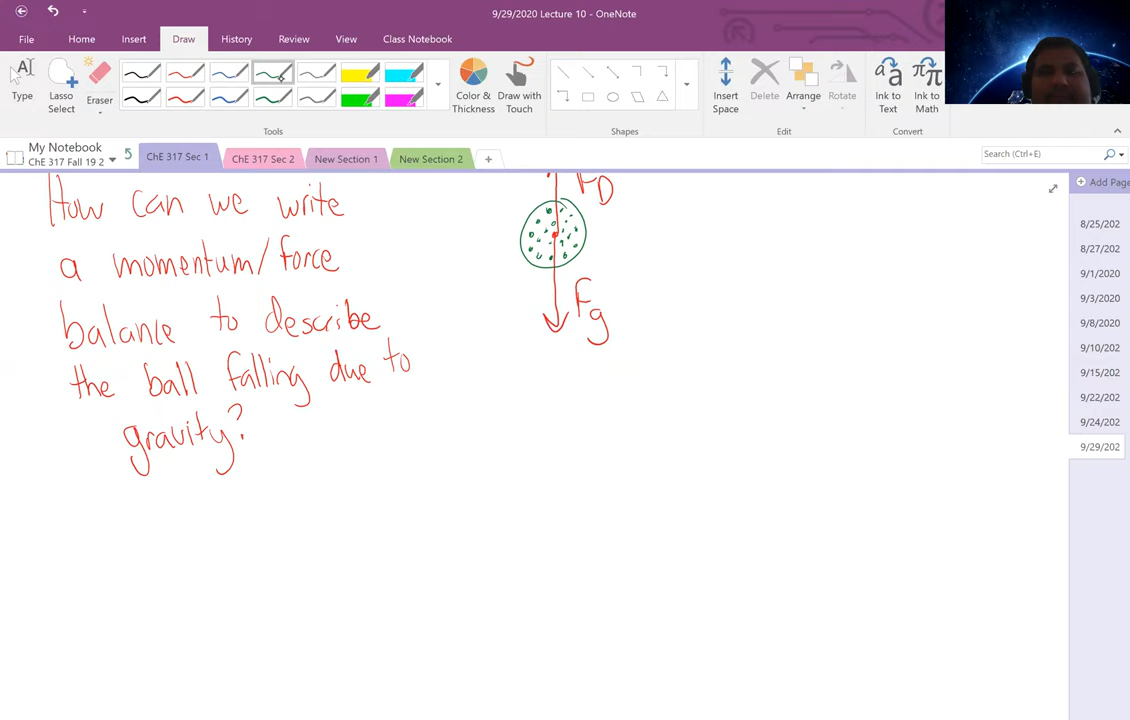 9/29/2020 Lecture 10 - OneNote
File Home Insert Draw History Review View Class Notebook
Type
Lasso Select
Eraser
Color & Thickness
Draw with Touch
Insert Space
Delete
Arrange
Rotate
Ink to Text
Ink to Math
Tools
Shapes
Edit
Convert
My Notebook
ChE 317 Fall 19 2
ChE 317 Sec 1
ChE 317 Sec 2
New Section 1
New Section 2
Search (Ctrl+E)
Add Page
8/25/202
8/27/202
9/1/2020
9/3/2020
9/8/2020
9/10/202
9/15/202
9/22/202
9/24/202
9/29/202
How can we write
a momentum/force
balance to describe
the ball falling due to
gravity?
FD
Fg